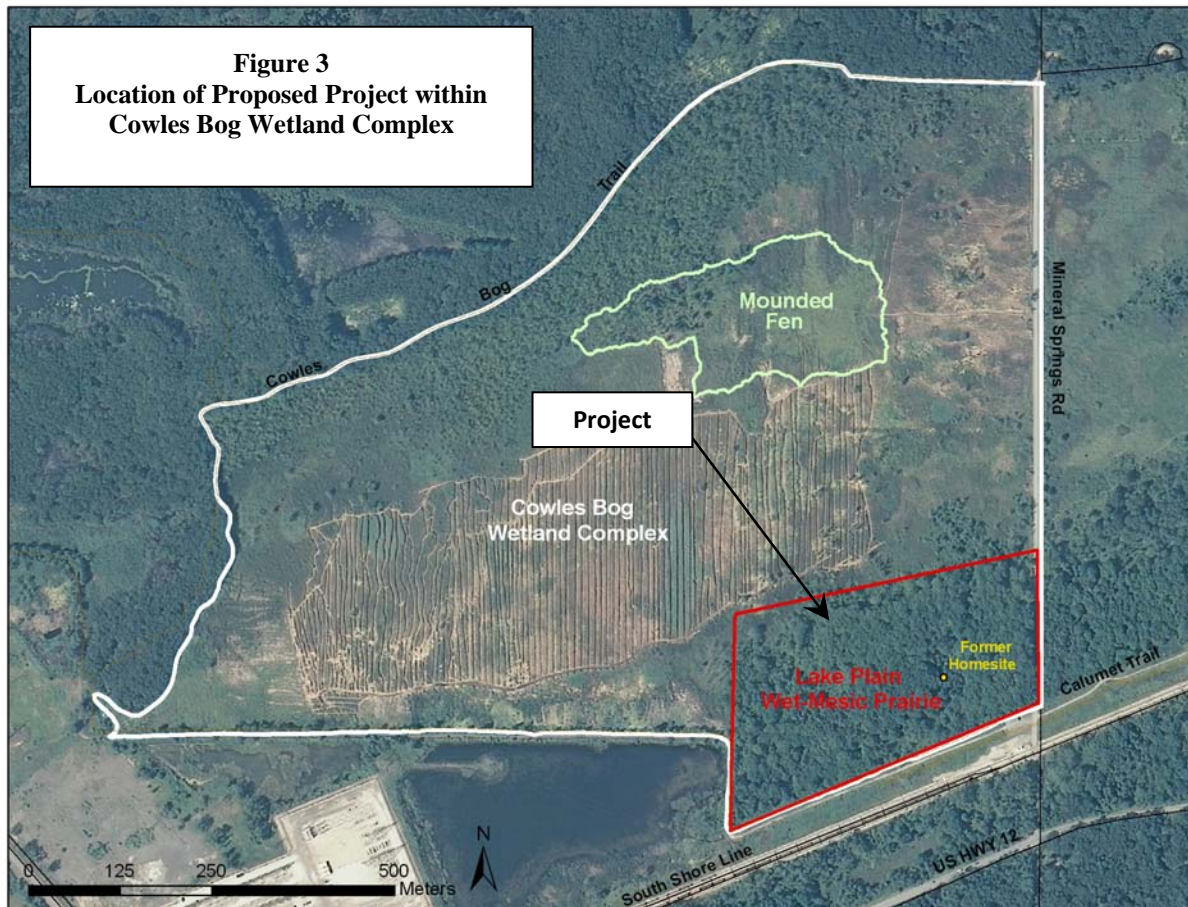 Figure 3
Location of Proposed Project within
Cowles Bog Wetland Complex
Trail
Bog
Cowles
Mounded
Fen
Mineral Springs Rd
Project
Cowles Bog
Wetland Complex
Former
Homesite
Lake Plain
Wet-Mesic Prairie
Calumet Trail
N
0 125 250 500
Meters
South Shore Line
US HWY 12